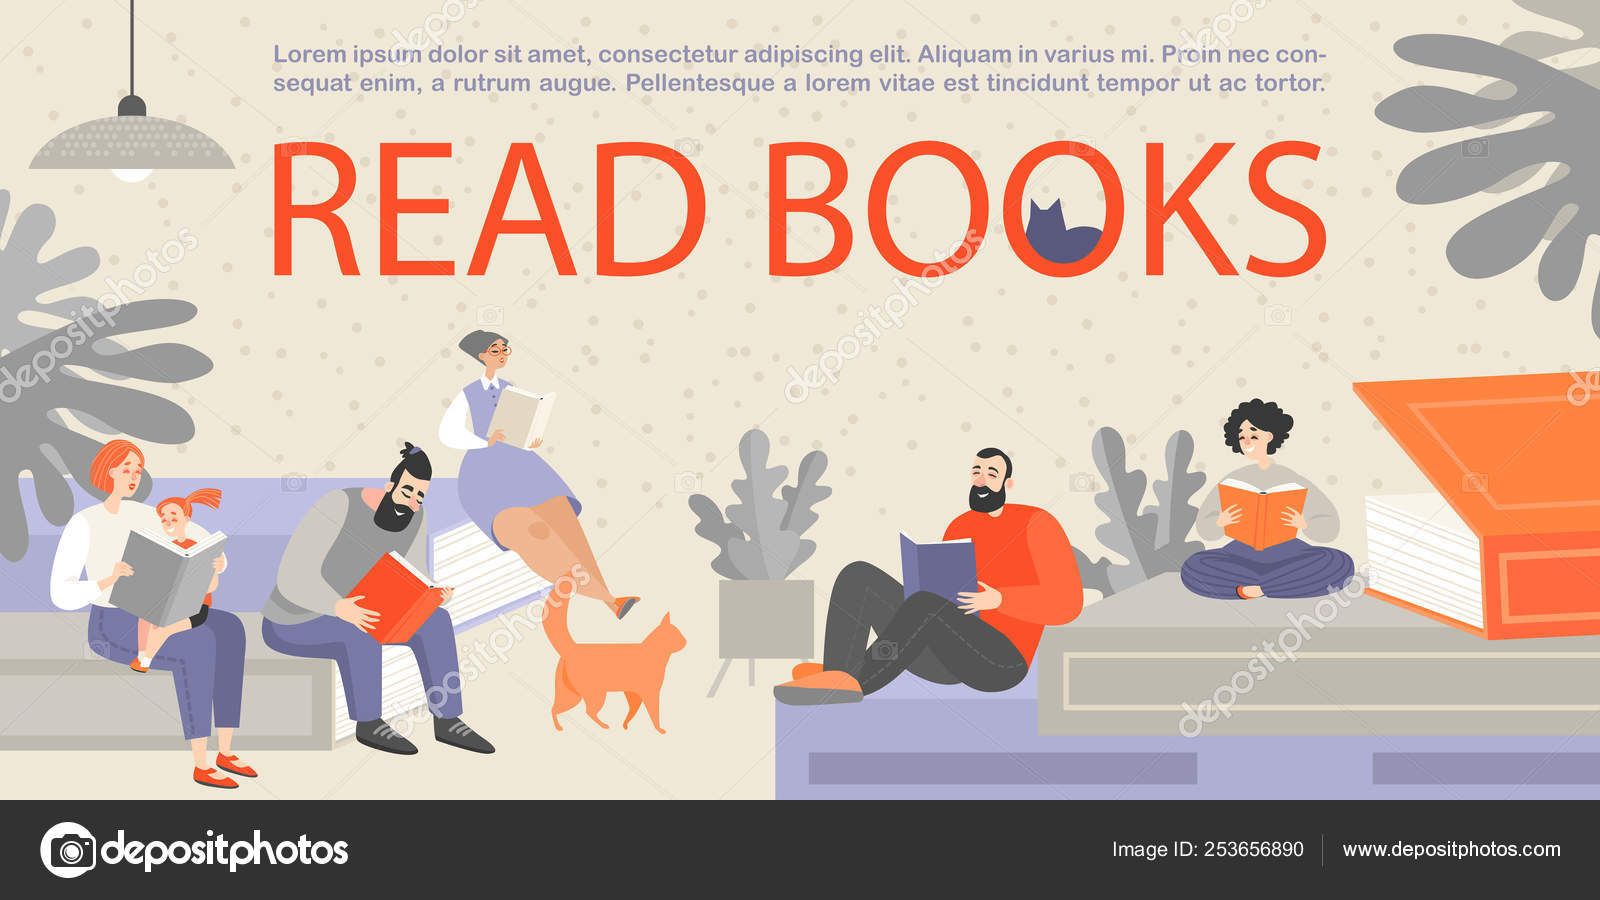 Lorem ipsum dolor sit amet, consectetur adipiscing elit. Aliquam in varius mi. Proin nec con-
sequat enim, a rutrum augue. Pellentesque a lorem vitae est tincidunt tempor ut ac tortor.
READ BOOKS
depositphotos
Image ID: 253656890
www.depositphotos.com